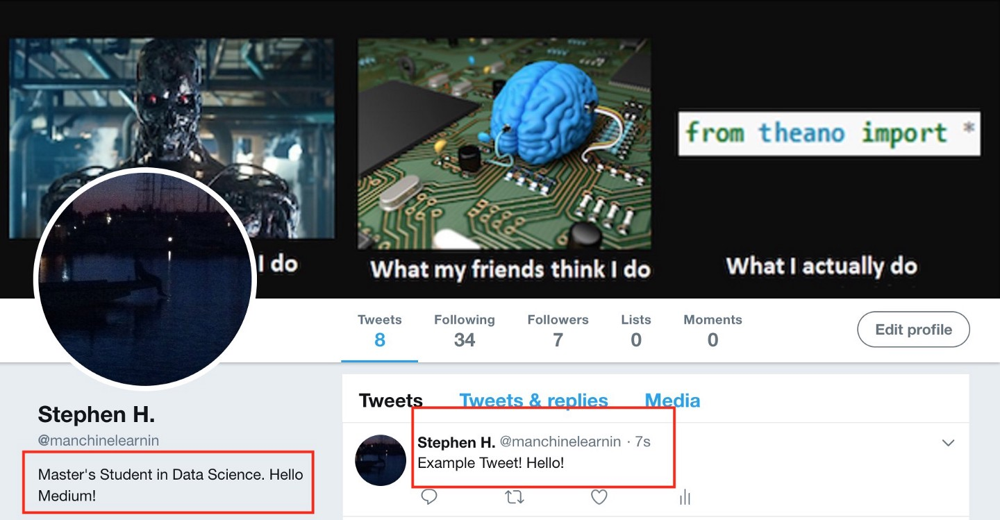 from theano import *
I do
What my friends think I do
What I actually do
Tweets Following Followers Lists Moments
8 34 7 0 0
Edit profile
Stephen H.
@manchinelearnin
Master's Student in Data Science. Hello
Medium!
Tweets Tweets & replies Media
Stephen H. @manchinelearnin · 7s
Example Tweet! Hello!